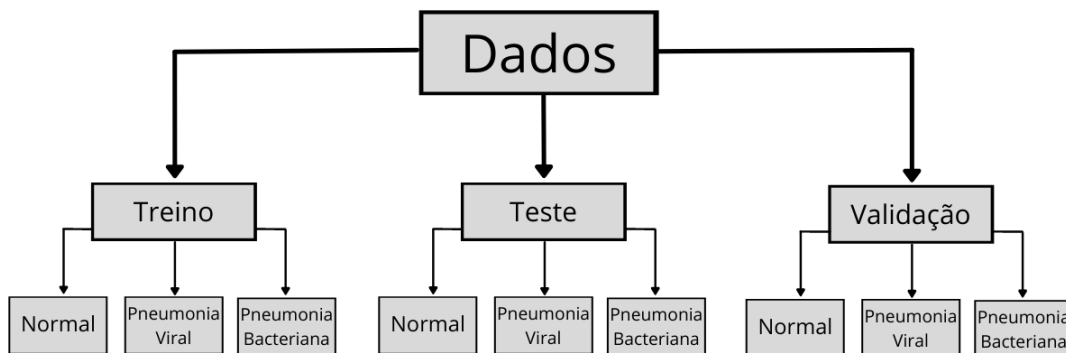 Dados
Treino
Teste
Validação
Normal
Pneumonia
Viral
Pneumonia
Bacteriana
Normal
Pneumonia
Viral
Pneumonia
Bacteriana
Normal
Pneumonia
Viral
Pneumonia
Bacteriana